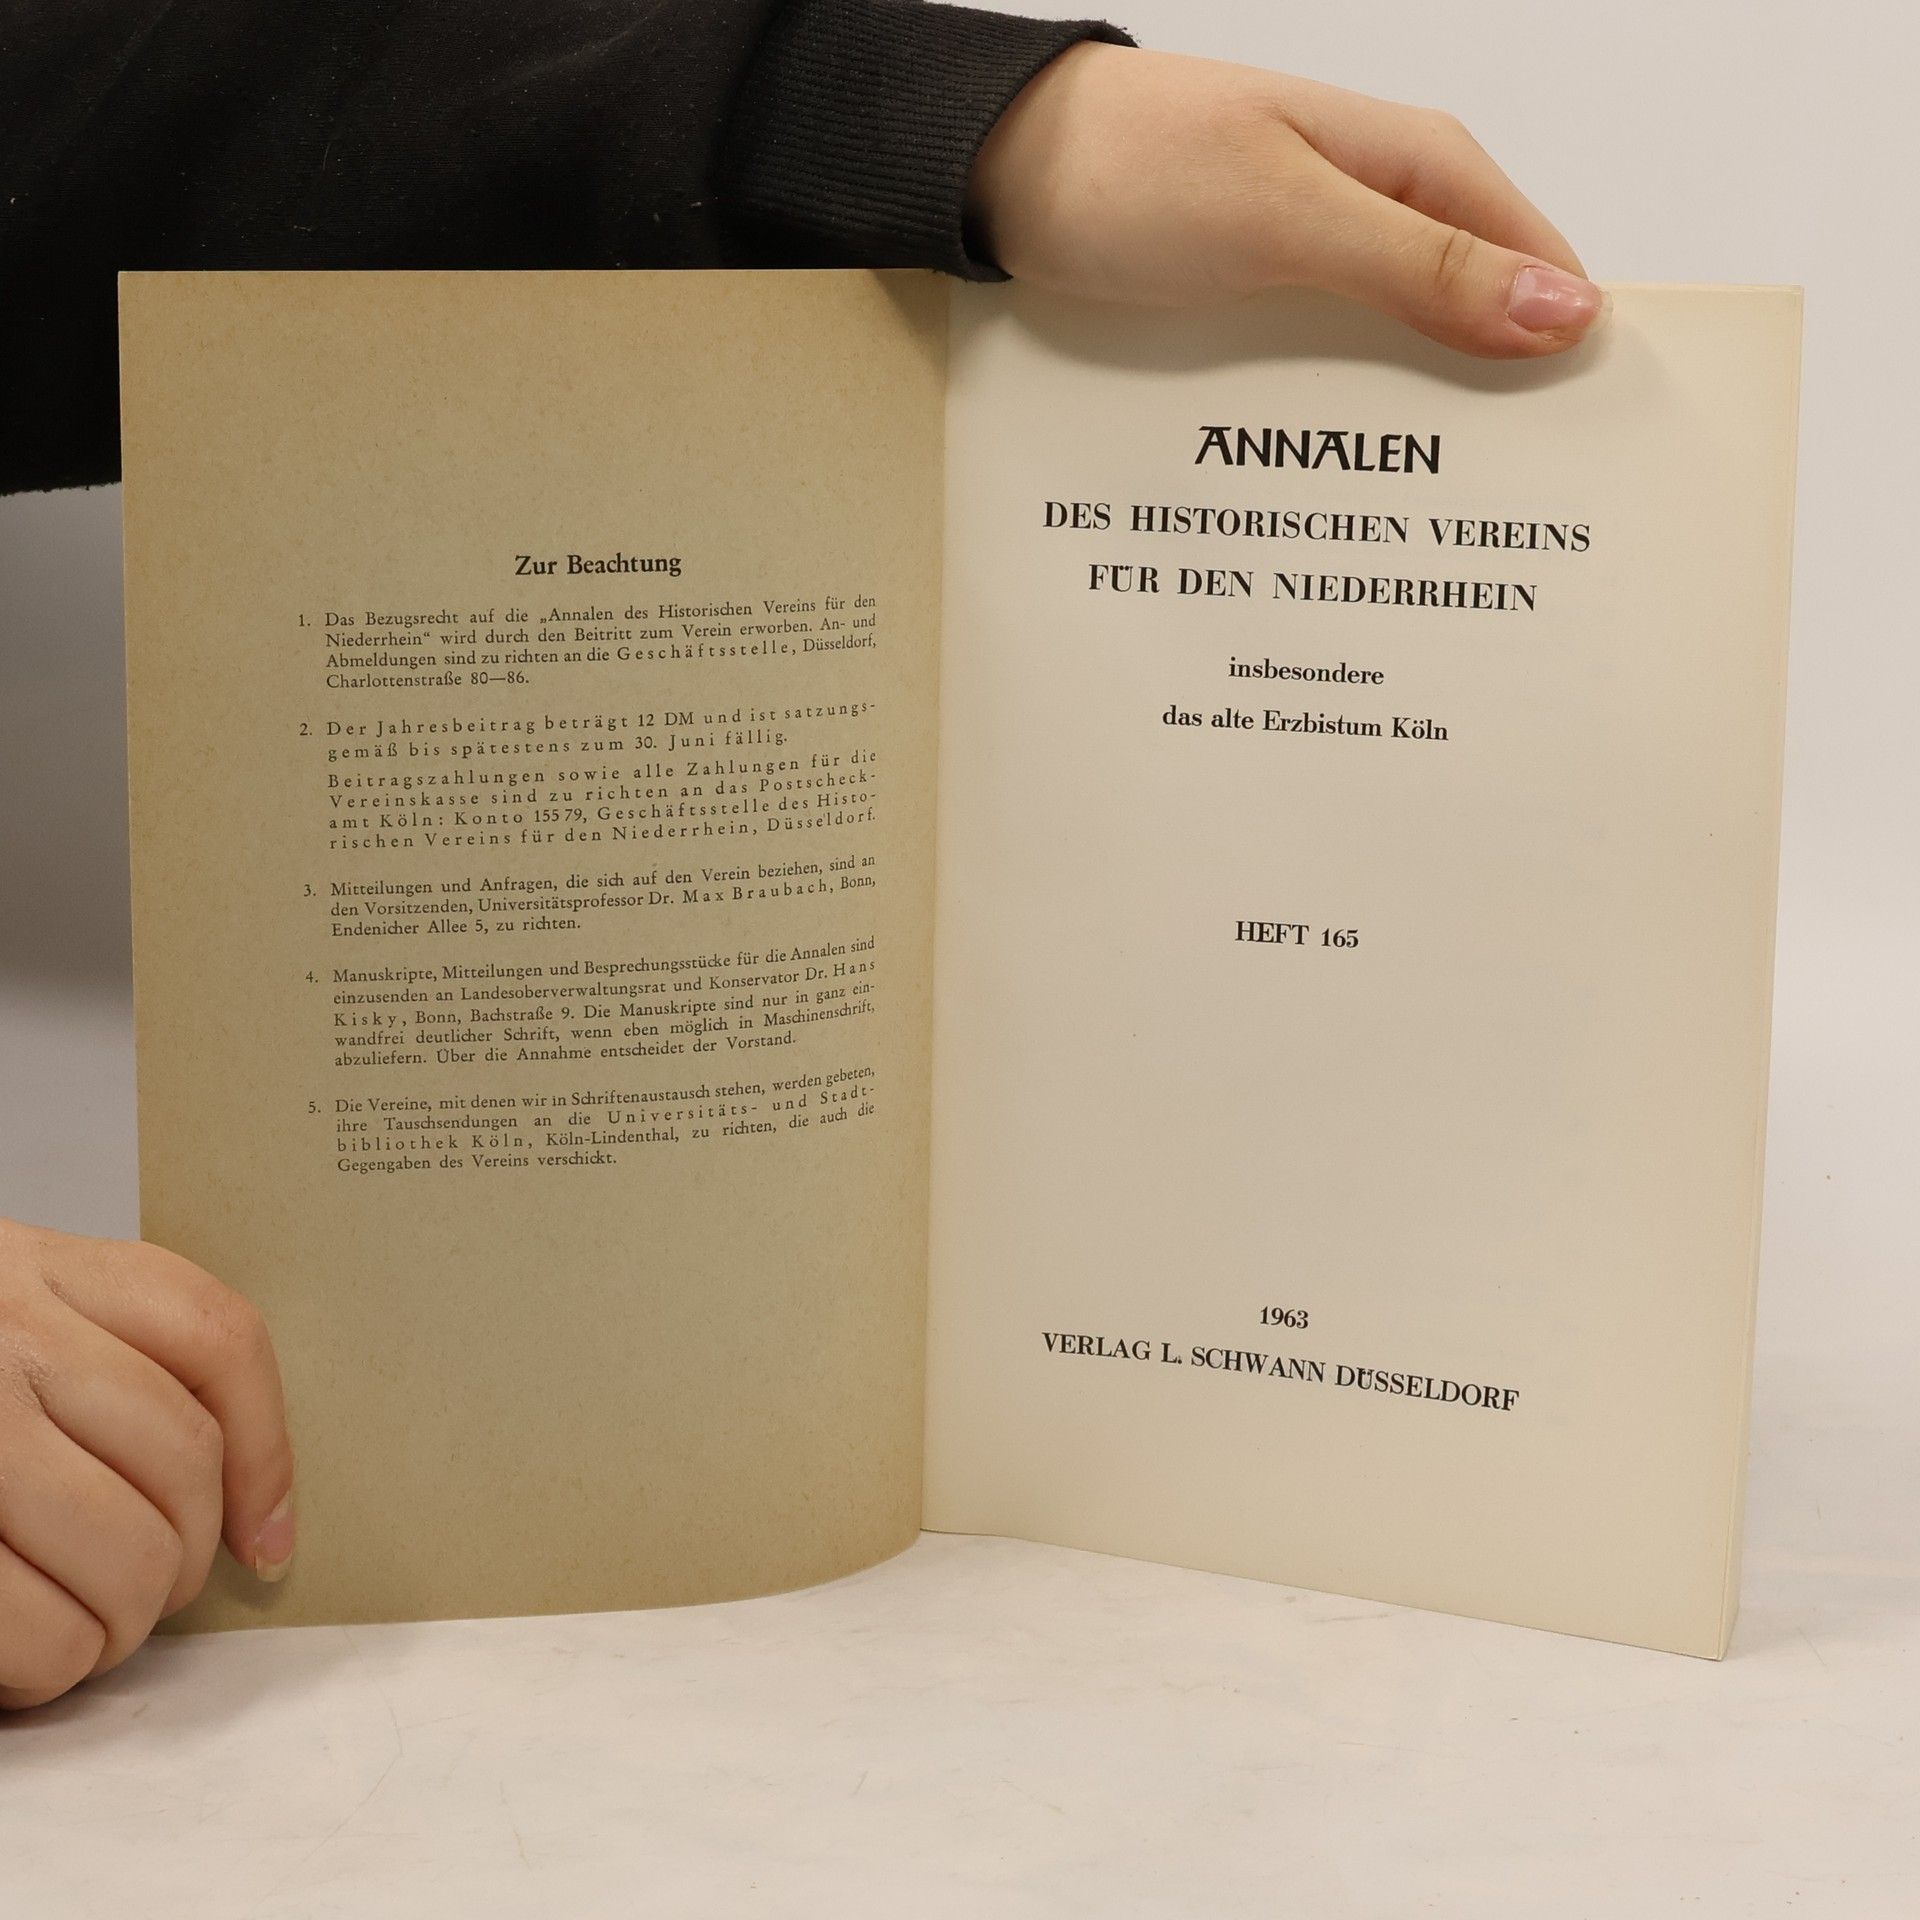 Zur Beachtung
1. Das Bezugsrecht auf die „Annalen des Historischen Vereins für den
Niederrhein“ wird durch den Beitritt zum Verein erworben. An- und
Abmeldungen sind zu richten an die Geschäftsstelle, Düsseldorf,
Charlottenstraße 80—86.
2. Der Jahresbeitrag beträgt 12 DM und ist satzungs-
gemäß bis spätestens zum 30. Juni fällig.
Beitragszahlungen sowie alle Zahlungen für die
Vereinskasse sind zu richten an das Postscheck-
amt Köln: Konto 155 79, Geschäftsstelle des Histo-
rischen Vereins für den Niederrhein, Düsseldorf.
3. Mitteilungen und Anfragen, die sich auf den Verein beziehen, sind an
den Vorsitzenden, Universitätsprofessor Dr. Max Braubach, Bonn,
Endenicher Allee 5, zu richten.
4. Manuskripte, Mitteilungen und Besprechungsstücke für die Annalen sind
einzusenden an Landesoberverwaltungsrat und Konservator Dr. Hans
Kisky, Bonn, Bachstraße 9. Die Manuskripte sind nur in ganz ein-
wandfrei deutlicher Schrift, wenn eben möglich in Maschinenschrift,
abzuliefern. Über die Annahme entscheidet der Vorstand.
5. Die Vereine, mit denen wir in Schriftenaustausch stehen, werden gebeten,
ihre Tauschsendungen an die Universitäts- und Stadt-
bibliothek Köln, Köln-Lindenthal, zu richten, die auch die
Gegengaben des Vereins verschickt.
ANNALEN
DES HISTORISCHEN VEREINS
FÜR DEN NIEDERRHEIN
insbesondere
das alte Erzbistum Köln
HEFT 165
1963
VERLAG L. SCHWANN DÜSSELDORF